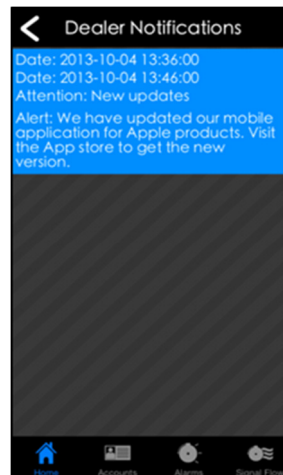 Dealer Notifications
Date: 2013-10-04 13:36:00
Date: 2013-10-04 13:46:00
Attention: New updates
Alert: We have updated our mobile
application for Apple products. Visit
the App store to get the new
version.
Home Accounts Alarms Signal Flow